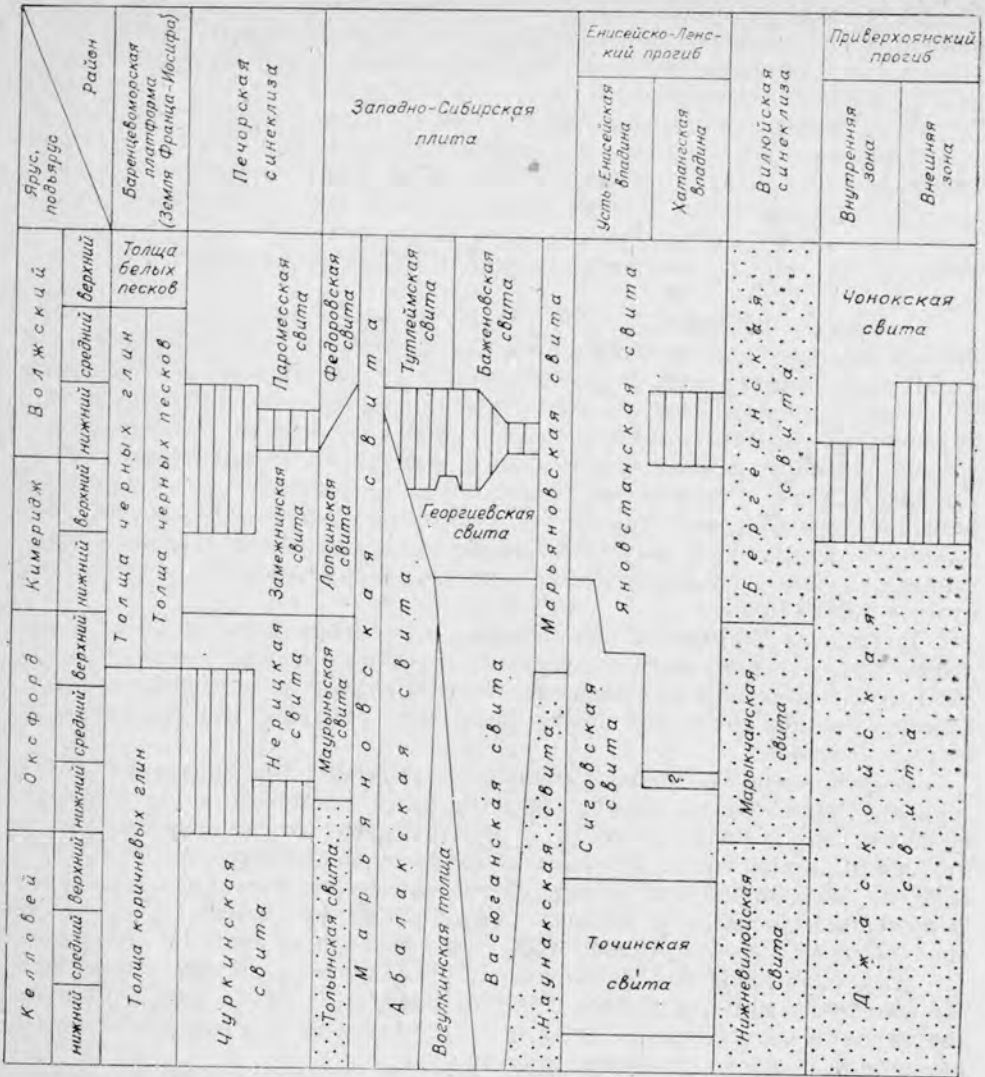 Ярус,
подъярус
Район
Баренцевоморская
платформа
(Земля Франца-Иосифа)
Печорская
синеклиза
Западно-Сибирская
плита
Енисейско-Ленс-
кий прогиб
Усть-Енисейская
впадина
Хатангская
впадина
Вилюйская
синеклиза
Приверхоянский
прогиб
Внутренняя
зона
Внешняя
зона
Волжский
верхний
средний
нижний
Кимеридж
верхний
нижний
Оксфорд
верхний
средний
нижний
Келловей
верхний
средний
нижний
Толща
белых
песков
Толща черных глин
Толща черных песков
Толща коричневых глин
Паромесская
свита
Замежнинская
свита
Нерицкая
свита
Чуркинская
свита
Федоровская
свита
Лопсинская
свита
Маурыньская
свита
Тольинская свита
Марьяновская свита
Тутлеймская
свита
Абалакская свита
Вогулкинская толща
Баженовская
свита
Георгиевская
свита
Васюганская свита
Марьяновская свита
Наунакская свита
Яновстанская свита
Сиговская
свита
?
Точинская
свита
Бергеинская
свита
Марыкчанская
свита
Нижневилюйская
свита
Чонокская
свита
Джаскойская
свита